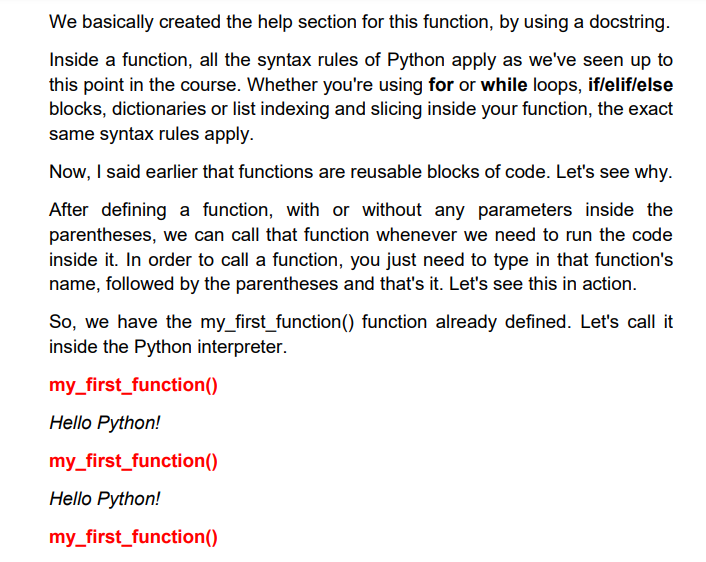 We basically created the help section for this function, by using a docstring.
Inside a function, all the syntax rules of Python apply as we've seen up to
this point in the course. Whether you're using for or while loops, if/elif/else
blocks, dictionaries or list indexing and slicing inside your function, the exact
same syntax rules apply.
Now, I said earlier that functions are reusable blocks of code. Let's see why.
After defining a function, with or without any parameters inside the
parentheses, we can call that function whenever we need to run the code
inside it. In order to call a function, you just need to type in that function's
name, followed by the parentheses and that's it. Let's see this in action.
So, we have the my_first_function() function already defined. Let's call it
inside the Python interpreter.
my_first_function()
Hello Python!
my_first_function()
Hello Python!
my_first_function()